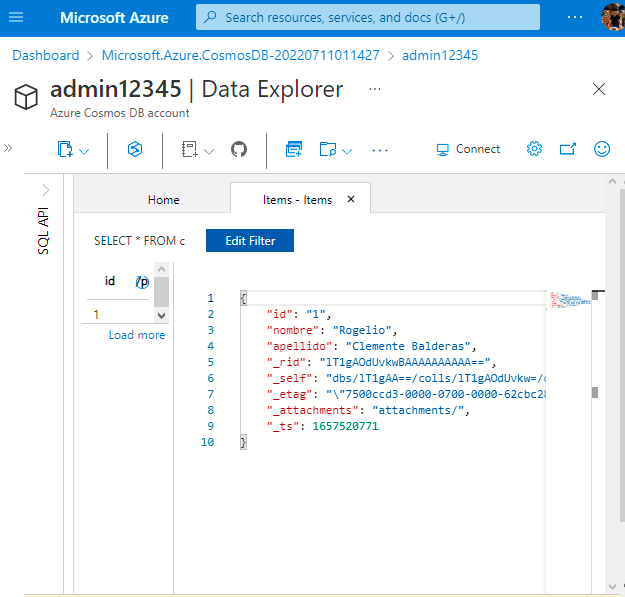 Microsoft Azure
Search resources, services, and docs (G+/)
Dashboard > Microsoft.Azure.CosmosDB-20220711011427 > admin12345
admin12345 | Data Explorer
Azure Cosmos DB account
Connect
SQL API
Home
Items - Items
SELECT * FROM c
Edit Filter
id /p
1
Load more
1 {
2 "id": "1",
3 "nombre": "Rogelio",
4 "apellido": "Clemente Balderas",
5 "_rid": "lT1gAOdUvkwBAAAAAAAAAA==",
6 "_self": "dbs/lT1gAA==/colls/lT1gAOdUvkw=/
7 "_etag": "\"7500ccd3-0000-0700-0000-62cbc28
8 "_attachments": "attachments/",
9 "_ts": 1657520771
10 }